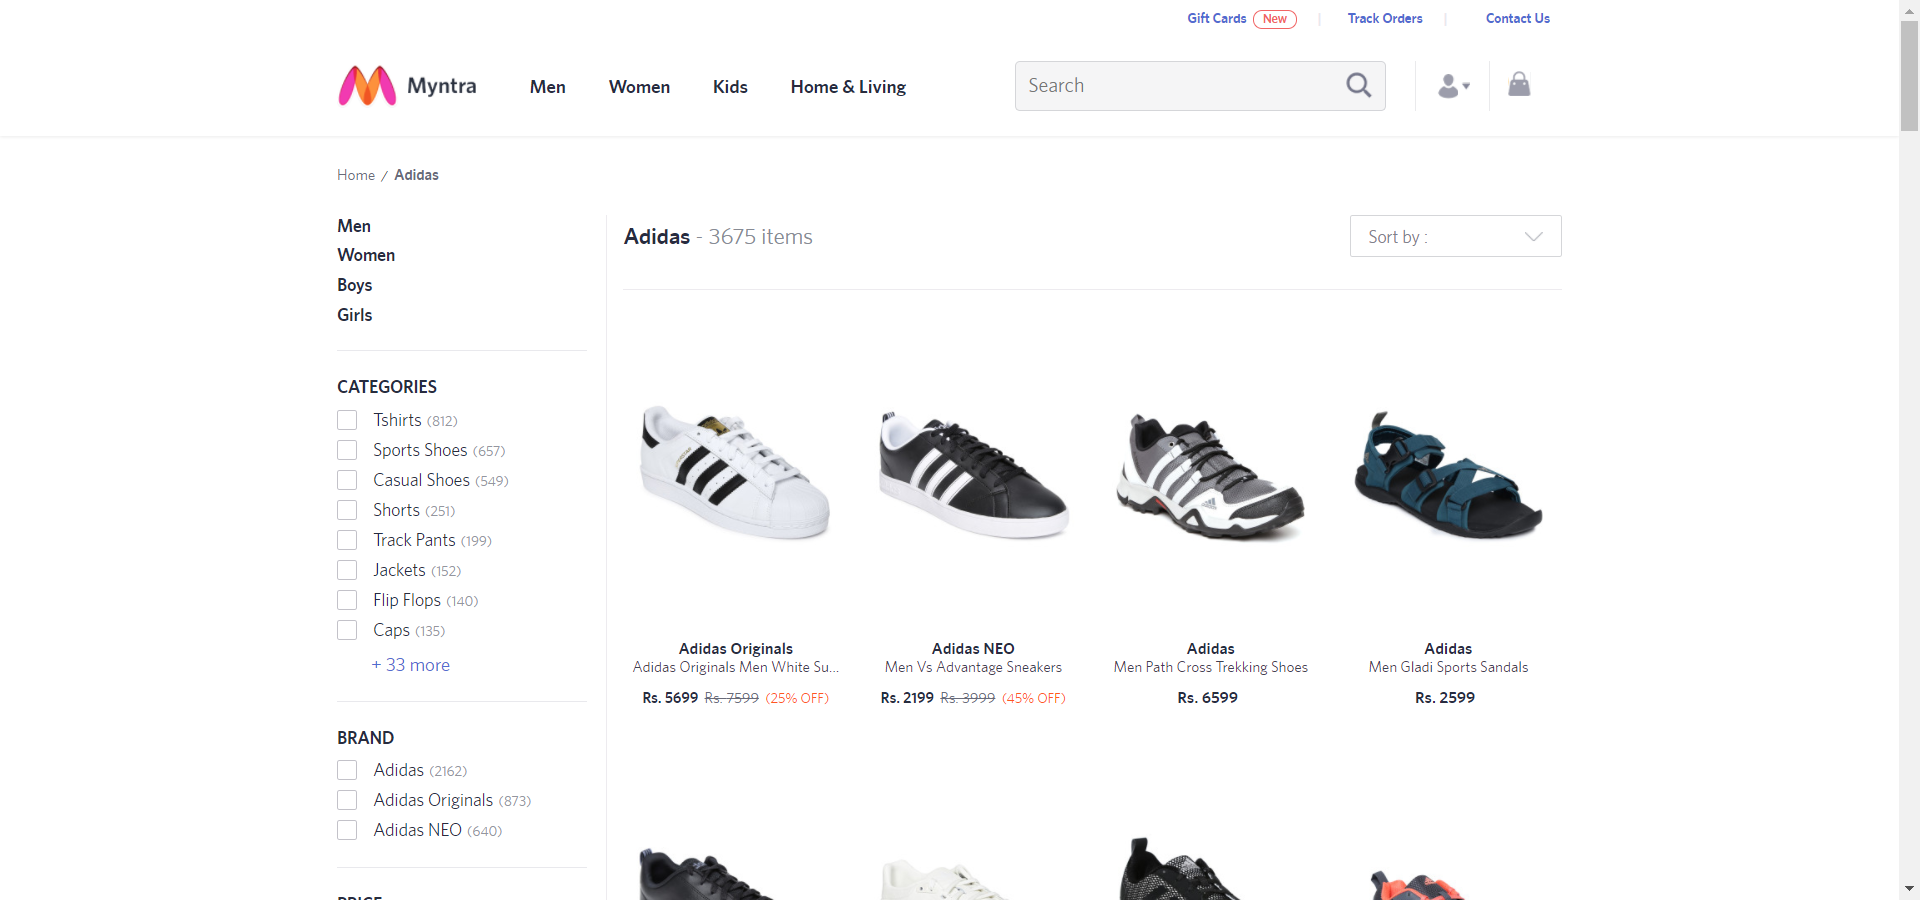 Gift Cards New | Track Orders | Contact Us
Myntra Men Women Kids Home & Living Search
Home / Adidas
Men
Women
Boys
Girls
CATEGORIES
Tshirts (812)
Sports Shoes (657)
Casual Shoes (549)
Shorts (251)
Track Pants (199)
Jackets (152)
Flip Flops (140)
Caps (135)
+ 33 more
BRAND
Adidas (2162)
Adidas Originals (873)
Adidas NEO (640)
Adidas - 3675 items
Sort by :
Adidas Originals
Adidas Originals Men White Su...
Rs. 5699 Rs. 7599 (25% OFF)
Adidas NEO
Men Vs Advantage Sneakers
Rs. 2199 Rs. 3999 (45% OFF)
Adidas
Men Path Cross Trekking Shoes
Rs. 6599
Adidas
Men Gladi Sports Sandals
Rs. 2599